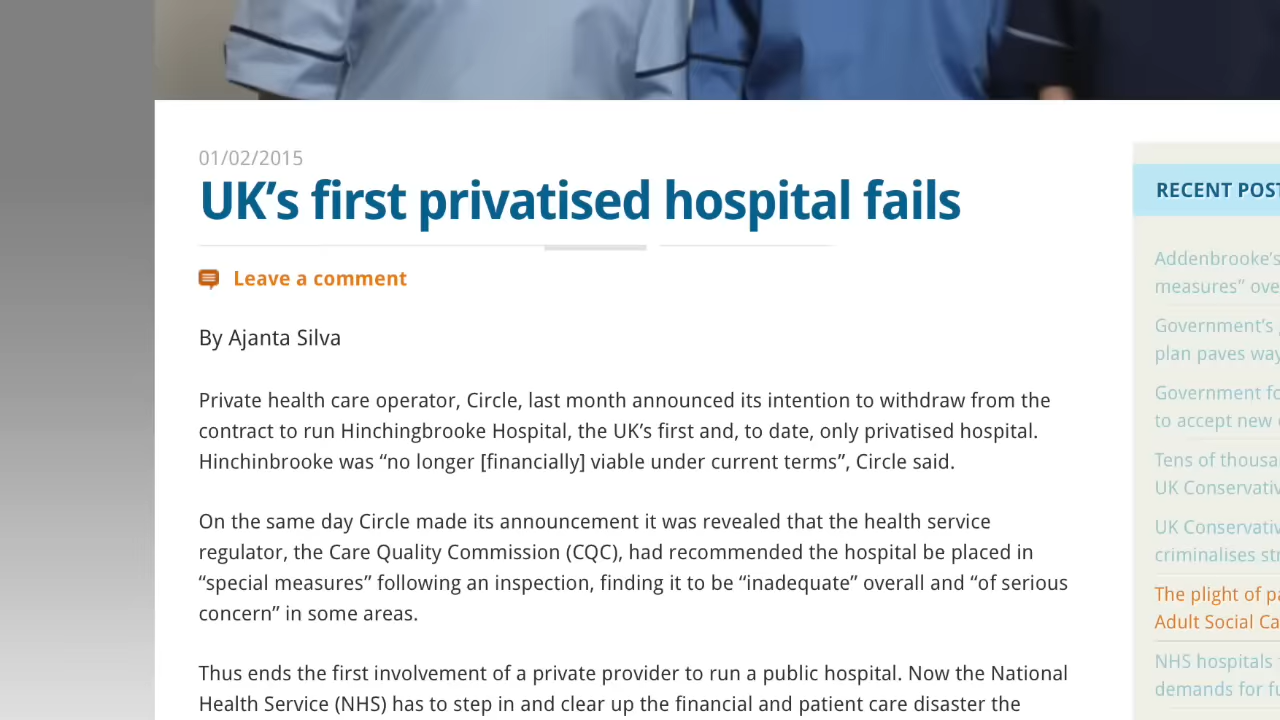 01/02/2015
UK’s first privatised hospital fails
Leave a comment
By Ajanta Silva
Private health care operator, Circle, last month announced its intention to withdraw from the
contract to run Hinchingbrooke Hospital, the UK’s first and, to date, only privatised hospital.
Hinchinbrooke was “no longer [financially] viable under current terms”, Circle said.
On the same day Circle made its announcement it was revealed that the health service
regulator, the Care Quality Commission (CQC), had recommended the hospital be placed in
“special measures” following an inspection, finding it to be “inadequate” overall and “of serious
concern” in some areas.
Thus ends the first involvement of a private provider to run a public hospital. Now the National
Health Service (NHS) has to step in and clear up the financial and patient care disaster the
RECENT POST
Addenbrooke’s
measures” ove
Government’s
plan paves way
Government fo
to accept new
Tens of thousa
UK Conservativ
UK Conservativ
criminalises str
The plight of pa
Adult Social Ca
NHS hospitals
demands for fu